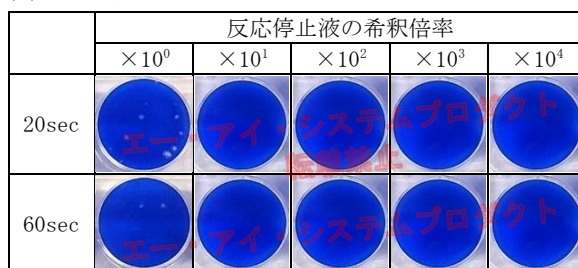 反応停止液の希釈倍率
×10⁰ ×10¹ ×10² ×10³ ×10⁴
20sec
エー・アイ・システムプロダクト
転載禁止
60sec
エー・アイ・システムプロダクト